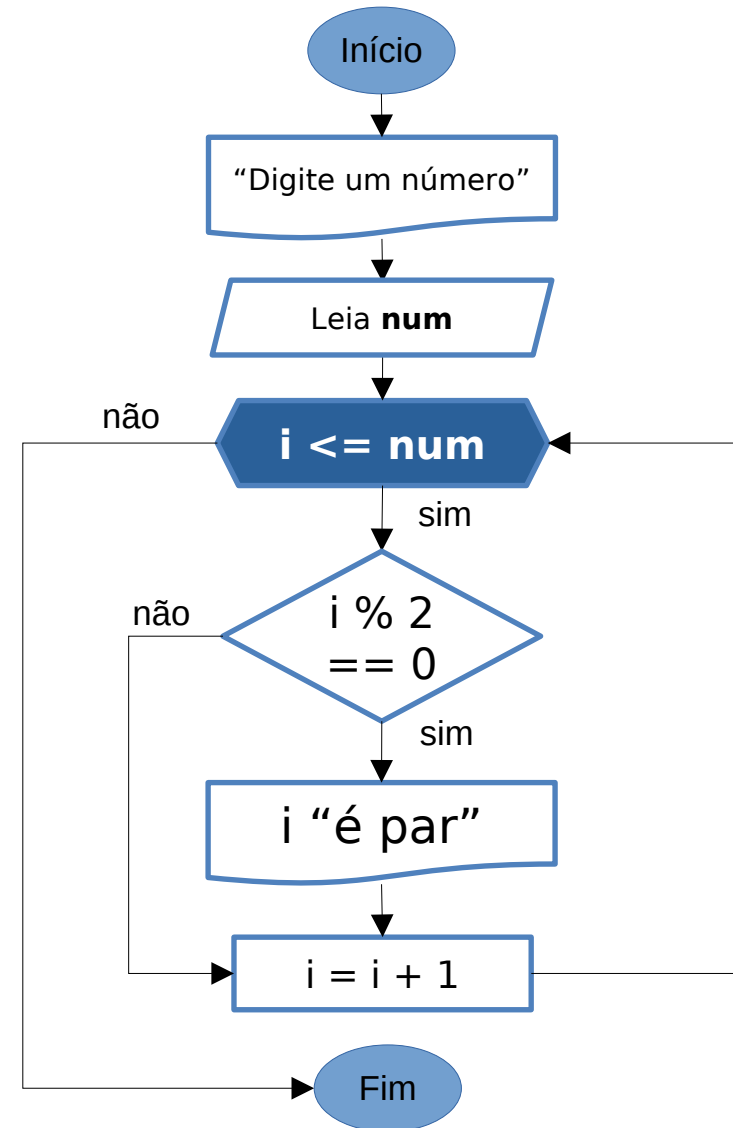 Início
“Digite um número”
Leia num
não
i <= num
sim
não
i % 2
== 0
sim
i “é par”
i = i + 1
Fim